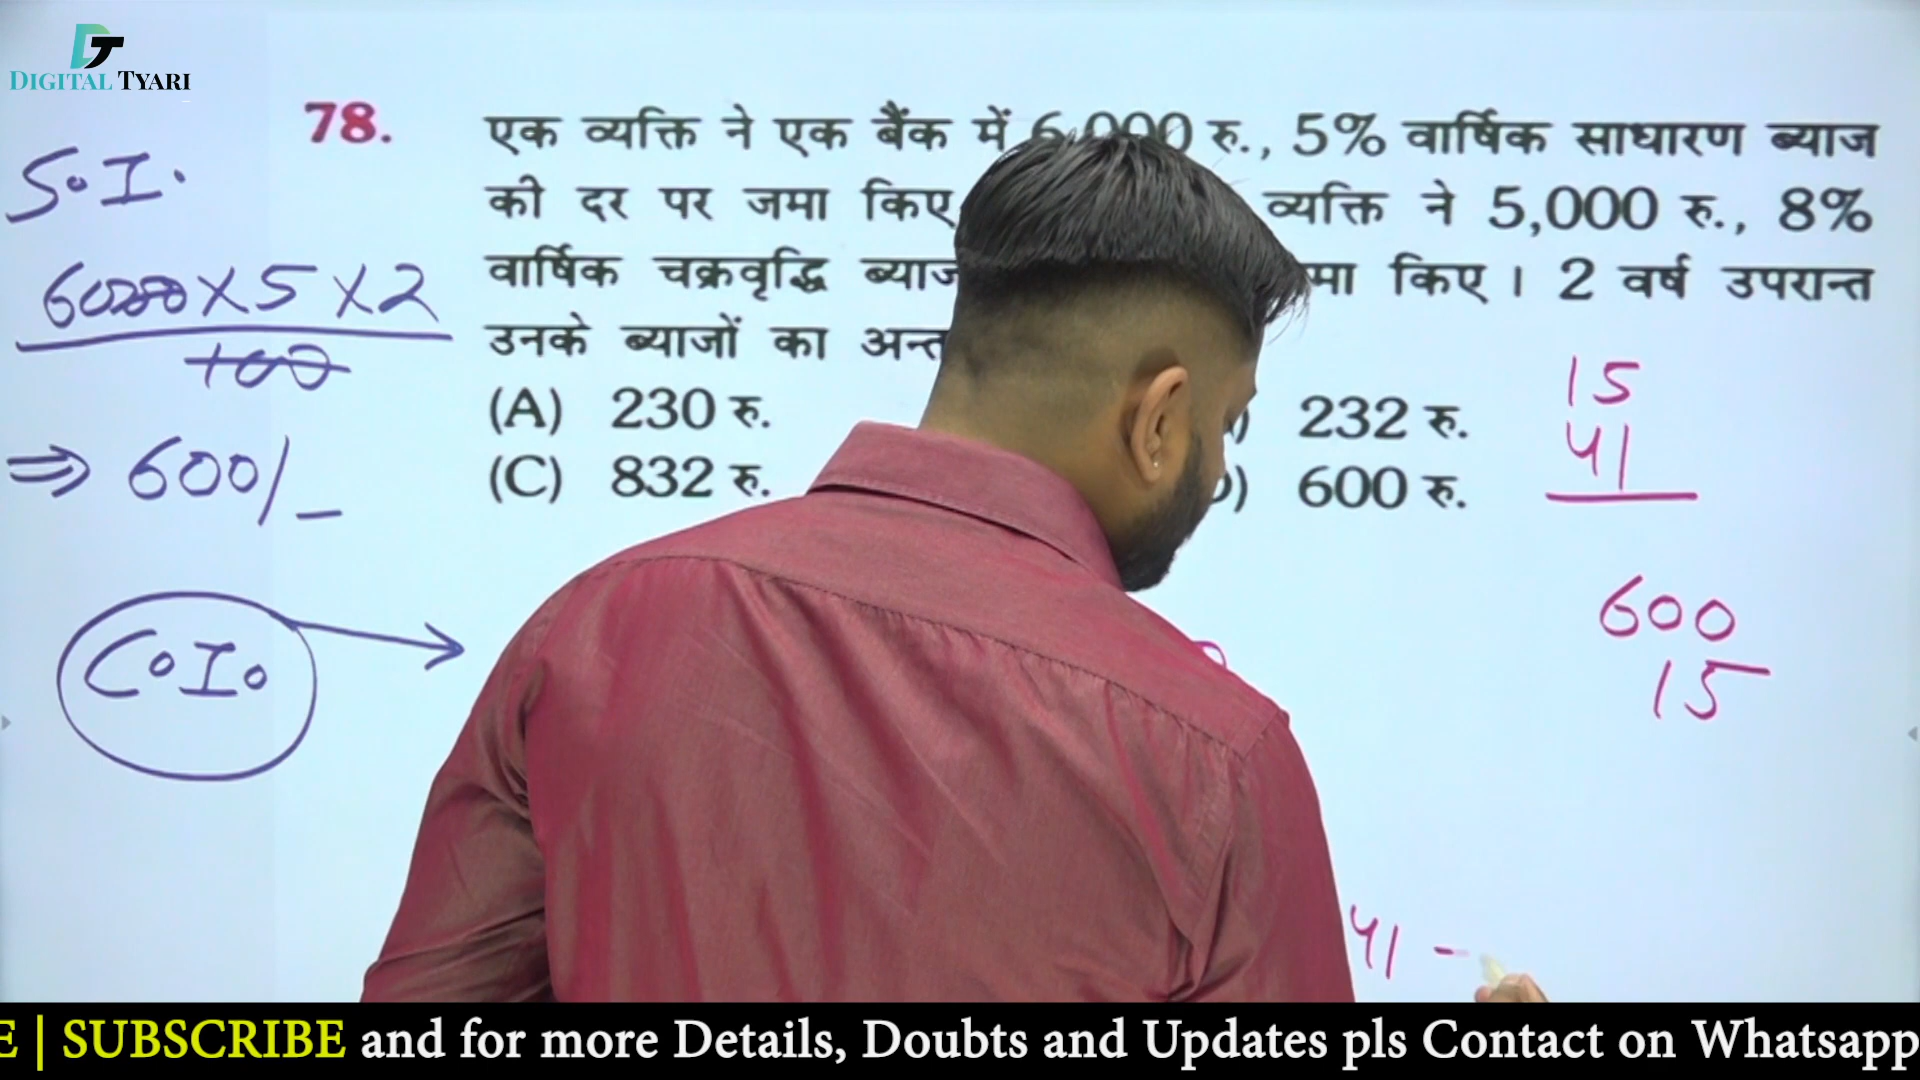 DT
DIGITAL TYARI
78. एक व्यक्ति ने एक बैंक में 6,000 रु., 5% वार्षिक साधारण ब्याज
की दर पर जमा किए व्यक्ति ने 5,000 रु., 8%
वार्षिक चक्रवृद्धि ब्याज किए । 2 वर्ष उपरान्त
उनके ब्याजों का
(A) 230 रु.
232 रु.
(C) 832 रु.
600 रु.
S.I.
6000×5×2
100
⇒ 600/-
C.I.
15
41
600
15
41 -
E | SUBSCRIBE and for more Details, Doubts and Updates pls Contact on Whatsapp